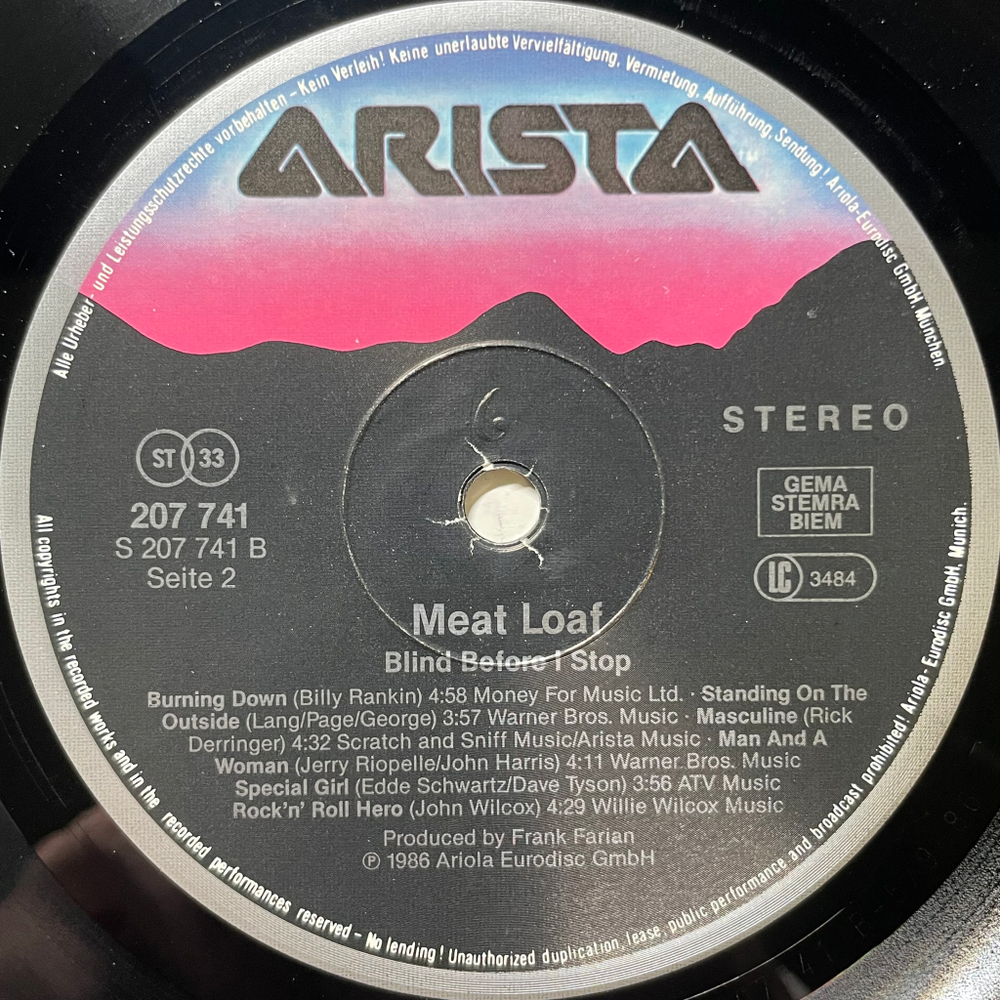 Alle Urheber- und Leistungsschutzrechte vorbehalten – Kein Verleih! Keine unerlaubte Vervielfältigung, Vermietung, Aufführung, Sendung! Ariola-Eurodisc GmbH, München.
ARISTA
STEREO
ST 33
207 741
S 207 741 B
Seite 2
GEMA
STEMRA
BIEM
LC 3484
Meat Loaf
Blind Before I Stop
Burning Down (Billy Rankin) 4:58 Money For Music Ltd. · Standing On The
Outside (Lang/Page/George) 3:57 Warner Bros. Music · Masculine (Rick
Derringer) 4:32 Scratch and Sniff Music/Arista Music · Man And A
Woman (Jerry Riopelle/John Harris) 4:11 Warner Bros. Music
Special Girl (Edde Schwartz/Dave Tyson) 3:56 ATV Music
Rock'n' Roll Hero (John Wilcox) 4:29 Willie Wilcox Music
Produced by Frank Farian
℗ 1986 Ariola Eurodisc GmbH
All copyrights in the recorded works and in the recorded performances reserved – No lending! Unauthorized duplication, lease, public performance and broadcast prohibited! Ariola-Eurodisc GmbH, Munich.